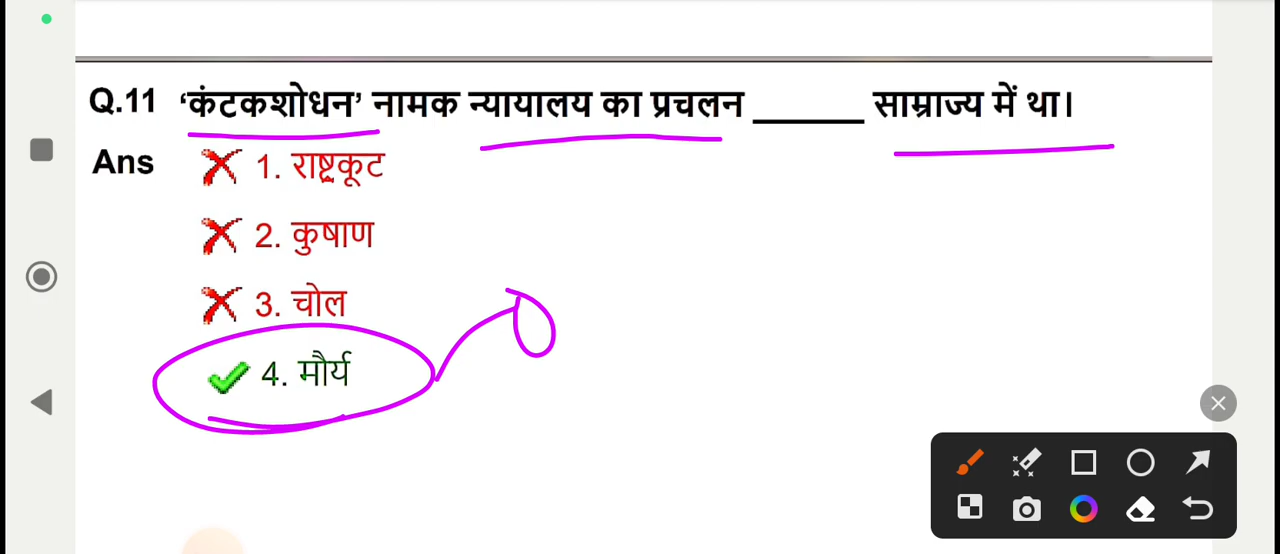 Q.11 ‘कंटकशोधन’ नामक न्यायालय का प्रचलन ______ साम्राज्य में था।
Ans 1. राष्ट्रकूट
2. कुषाण
3. चोल
4. मौर्य